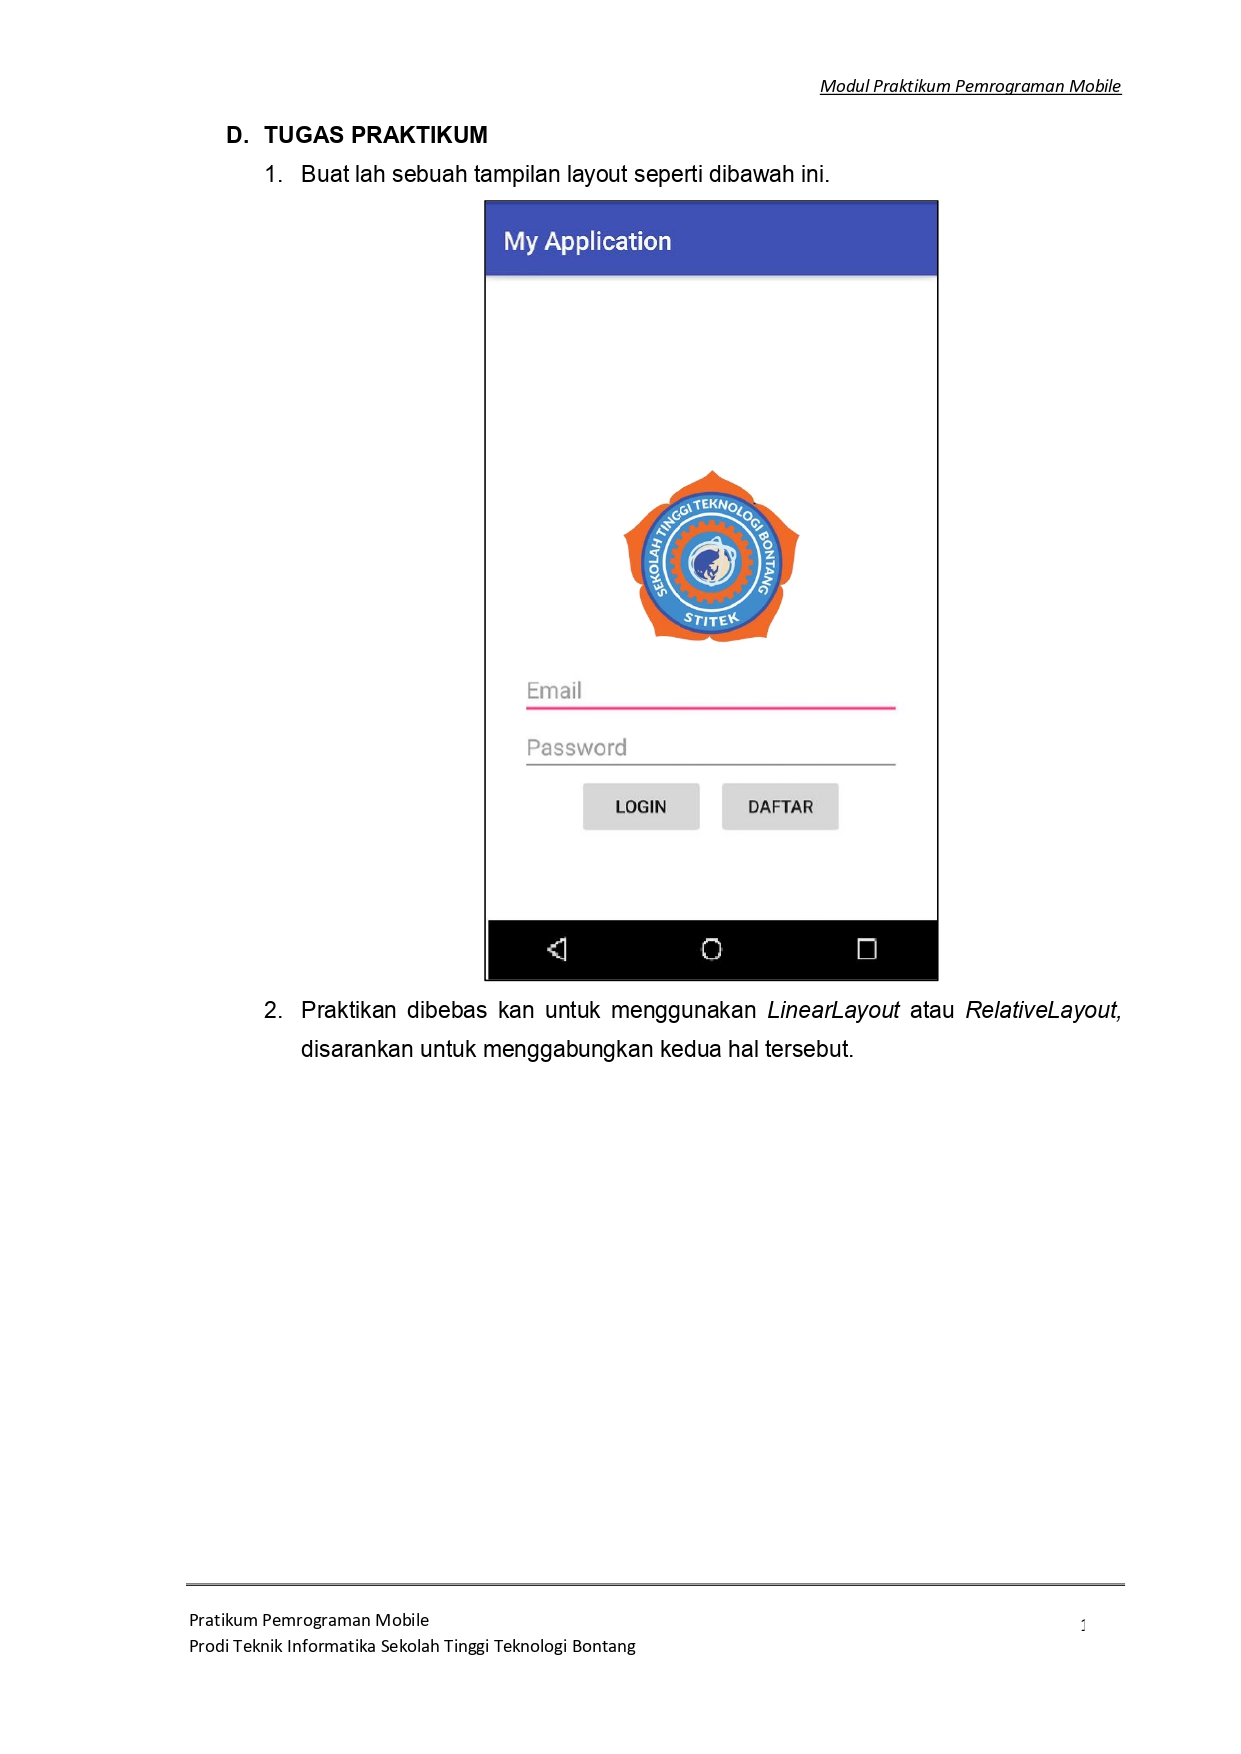 Modul Praktikum Pemrograman Mobile
D. TUGAS PRAKTIKUM
1. Buat lah sebuah tampilan layout seperti dibawah ini.
My Application
SEKOLAH TINGGI TEKNOLOGI BONTANG
STITEK
Email
Password
LOGIN DAFTAR
2. Praktikan dibebas kan untuk menggunakan LinearLayout atau RelativeLayout,
disarankan untuk menggabungkan kedua hal tersebut.
Pratikum Pemrograman Mobile
1
Prodi Teknik Informatika Sekolah Tinggi Teknologi Bontang